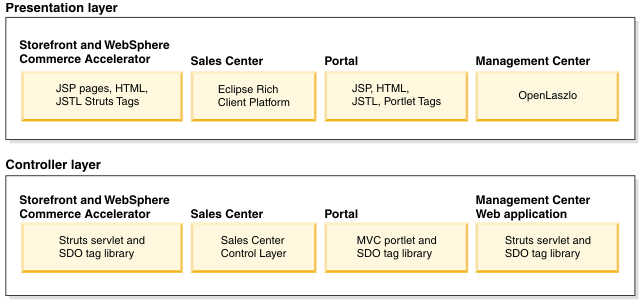 Presentation layer
Storefront and WebSphere
Commerce Accelerator
Sales Center
Portal
Management Center
JSP pages, HTML,
JSTL Struts Tags
Eclipse Rich
Client Platform
JSP, HTML,
JSTL, Portlet Tags
OpenLaszlo
Controller layer
Storefront and WebSphere
Commerce Accelerator
Sales Center
Portal
Management Center
Web application
Struts servlet and
SDO tag library
Sales Center
Control Layer
MVC portlet and
SDO tag library
Struts servlet and
SDO tag library